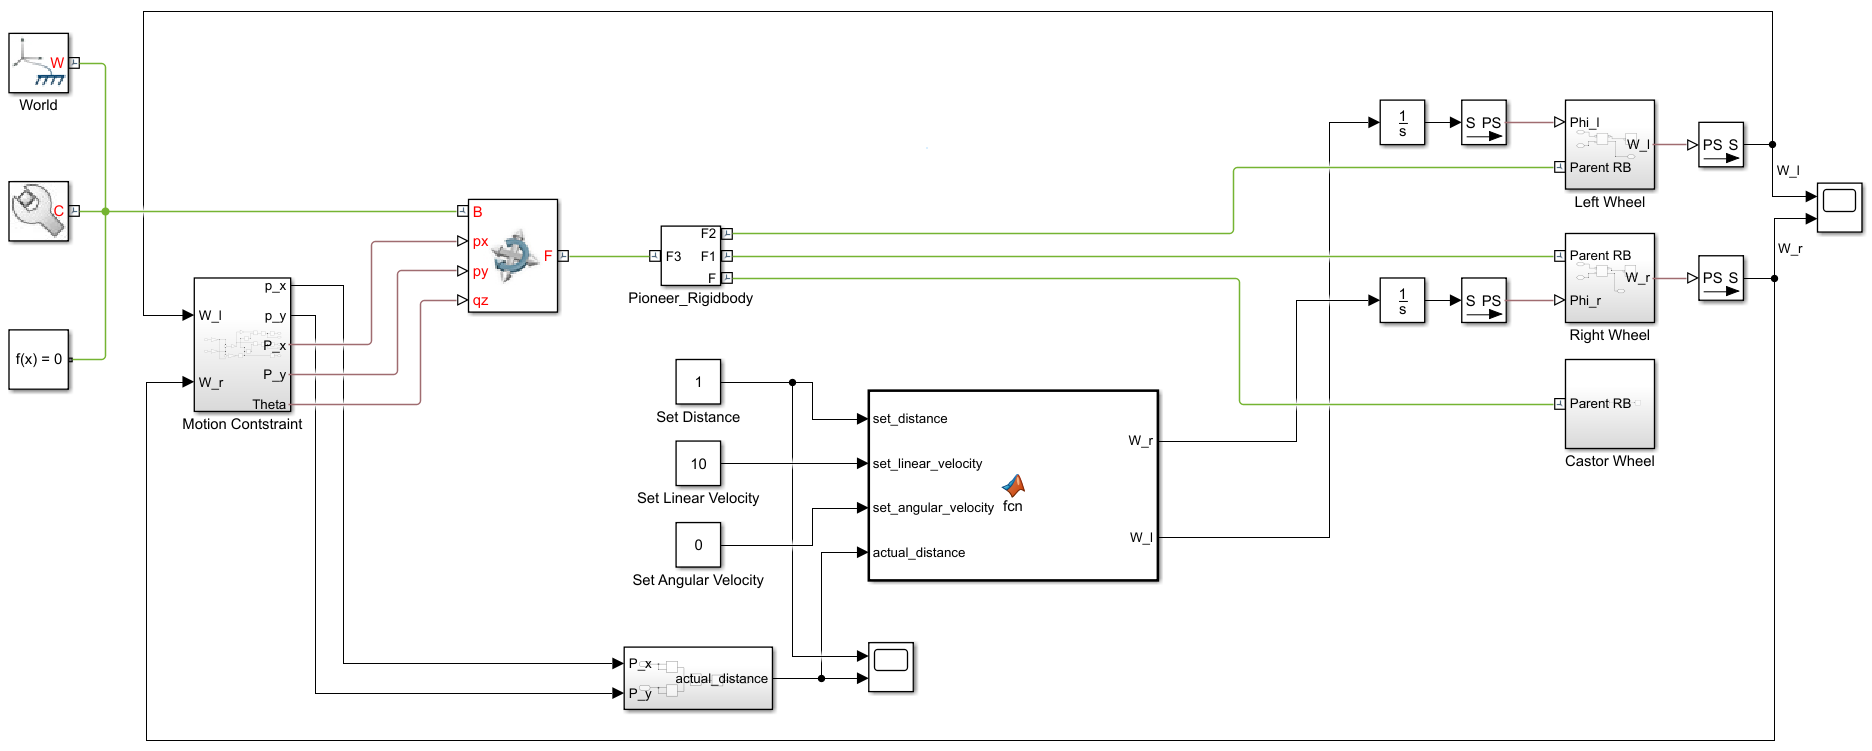 W
World
C
f(x) = 0
W_l
W_r
p_x
p_y
P_x
P_y
Theta
Motion Contstraint
B
px
py
qz
F
F3
F2
F1
F
Pioneer_Rigidbody
1
Set Distance
10
Set Linear Velocity
0
Set Angular Velocity
set_distance
set_linear_velocity
set_angular_velocity
actual_distance
fcn
W_r
W_l
P_x
P_y
actual_distance
1
s
S PS
Phi_l
W_l
Parent RB
Left Wheel
PS S
W_l
1
s
S PS
Parent RB
W_r
Phi_r
Right Wheel
PS S
W_r
Parent RB
Castor Wheel